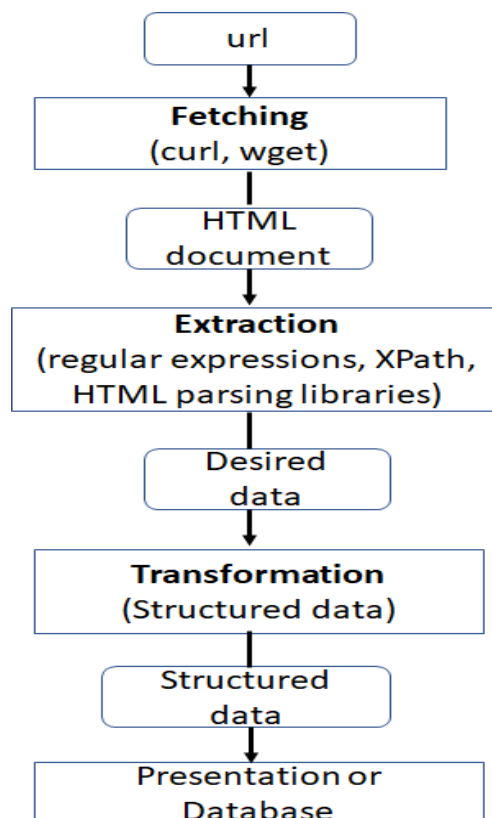 url
Fetching
(curl, wget)
HTML
document
Extraction
(regular expressions, XPath,
HTML parsing libraries)
Desired
data
Transformation
(Structured data)
Structured
data
Presentation or
Database